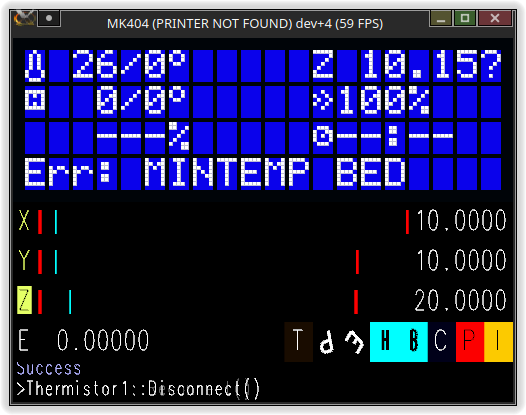 MK404 (PRINTER NOT FOUND) dev+4 (59 FPS)
26/0° Z 10.15?
0/0° »100%
---% --:--
Err: MINTEMP BED
X 10.0000
Y 10.0000
Z 20.0000
E 0.00000 T H B C P I
Success
>Thermistor1::Disconnect()